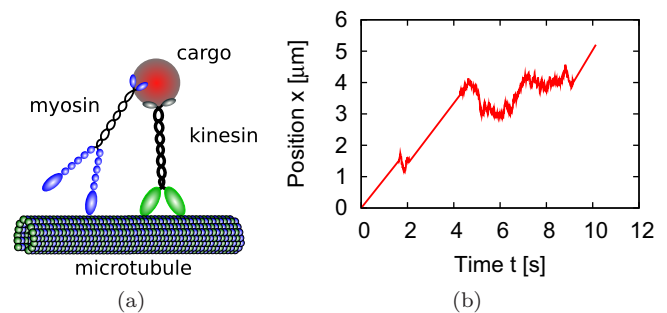 cargo
myosin
kinesin
microtubule
(a)
Position x [μm]
6
5
4
3
2
1
0
0 2 4 6 8 10 12
Time t [s]
(b)